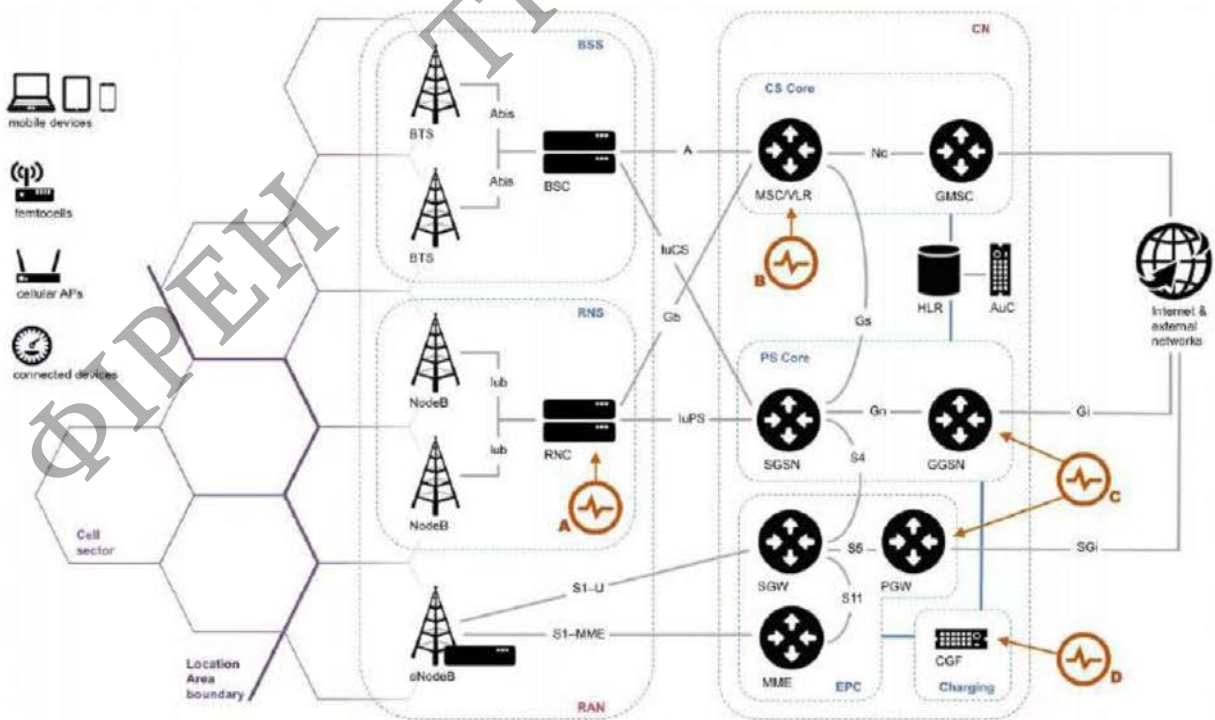 ФІРЕН ТТ
BSS
CN
mobile devices
femtocells
cellular APs
connected devices
BTS
Abis
BTS
Abis
BSC
A
IuCS
Gb
CS Core
MSC/VLR
Nc
GMSC
B
HLR
AuC
Gs
Internet &
external
networks
RNS
NodeB
Iub
NodeB
Iub
RNC
IuPS
A
PS Core
SGSN
Gn
GGSN
Gi
S4
C
Cell
sector
Location
Area
boundary
eNodeB
S1-U
S1-MME
RAN
SGW
S5
PGW
SGi
S11
MME
EPC
CGF
Charging
D